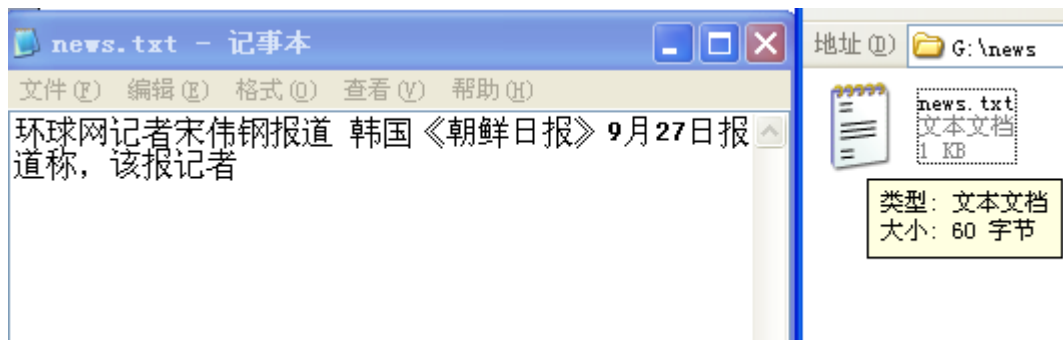 news.txt - 记事本
文件(F) 编辑(E) 格式(O) 查看(V) 帮助(H)
环球网记者宋伟钢报道 韩国《朝鲜日报》9月27日报
道称，该报记者
地址(D) G:\news
news.txt
文本文档
1 KB
类型: 文本文档
大小: 60 字节